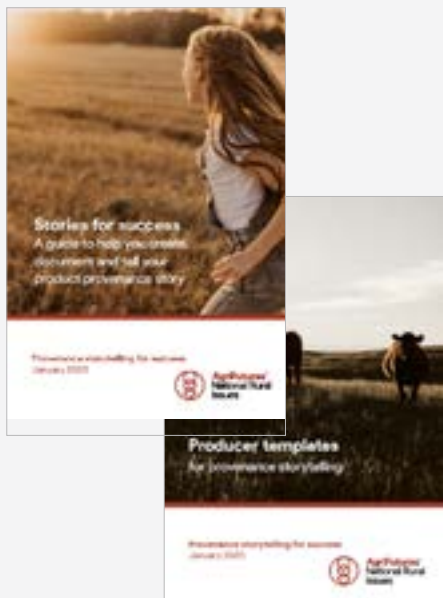 Stories for success
A guide to help you create,
document and tell your
product provenance story
Provenance storytelling for success
January
AgriFutures
National Rural
Issues
Producer templates
for provenance storytelling
Provenance storytelling for success
January
AgriFutures
National Rural
Issues